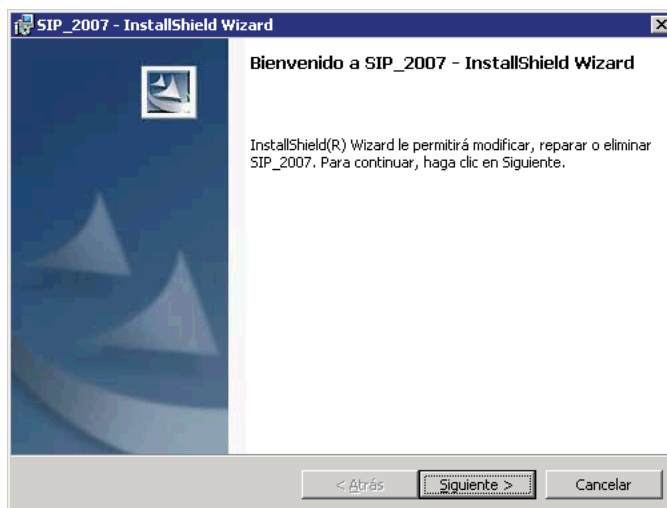 SIP_2007 - InstallShield Wizard
Bienvenido a SIP_2007 - InstallShield Wizard
InstallShield(R) Wizard le permitirá modificar, reparar o eliminar
SIP_2007. Para continuar, haga clic en Siguiente.
< Atrás
Siguiente >
Cancelar